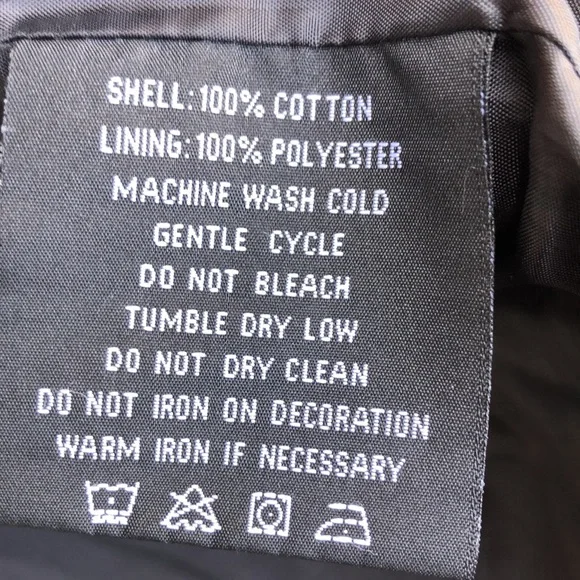 SHELL: 100% COTTON
LINING: 100% POLYESTER
MACHINE WASH COLD
GENTLE CYCLE
DO NOT BLEACH
TUMBLE DRY LOW
DO NOT DRY CLEAN
DO NOT IRON ON DECORATION
WARM IRON IF NECESSARY